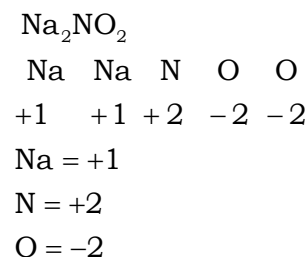 Na₂NO₂
Na Na N O O
+1 +1 +2 −2 −2
Na = +1
N = +2
O = −2